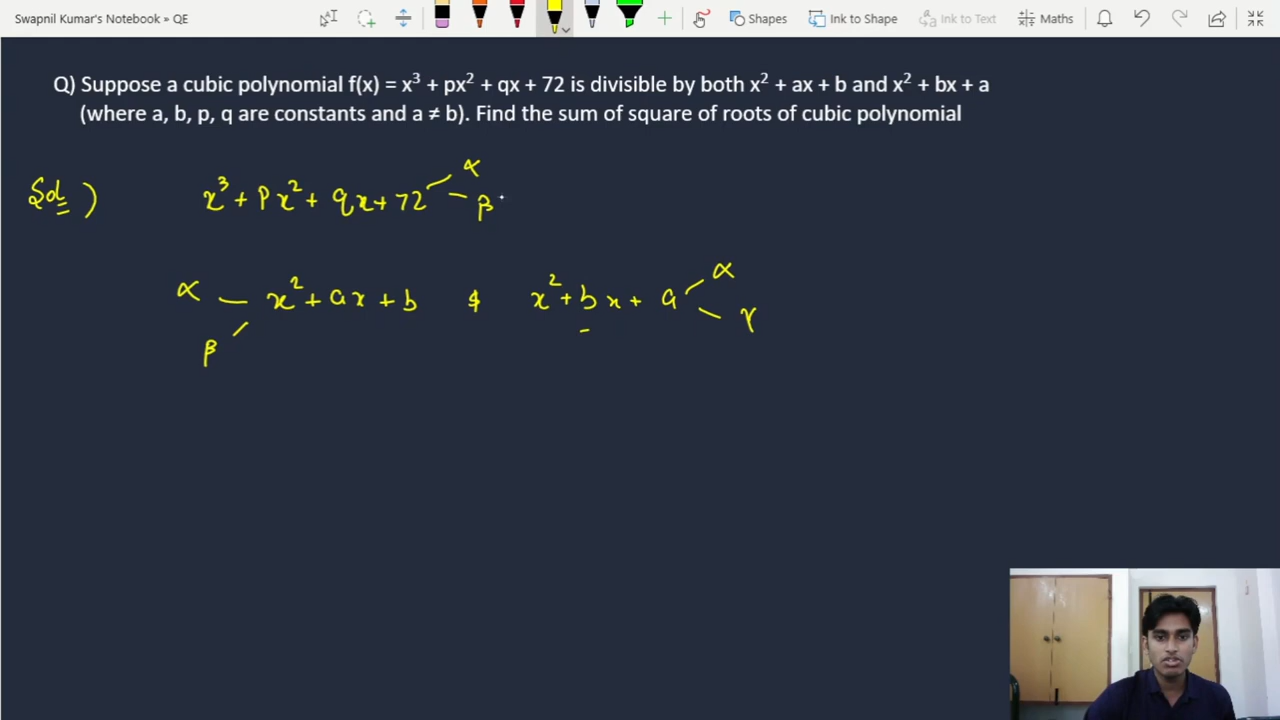 Swapnil Kumar's Notebook » QE
Shapes Ink to Shape Ink to Text Maths
Q) Suppose a cubic polynomial f(x) = x³ + px² + qx + 72 is divisible by both x² + ax + b and x² + bx + a
(where a, b, p, q are constants and a ≠ b). Find the sum of square of roots of cubic polynomial
Sol) x³ + px² + qx + 72 α
β
α x² + ax + b & x² + bx + a α
β γ